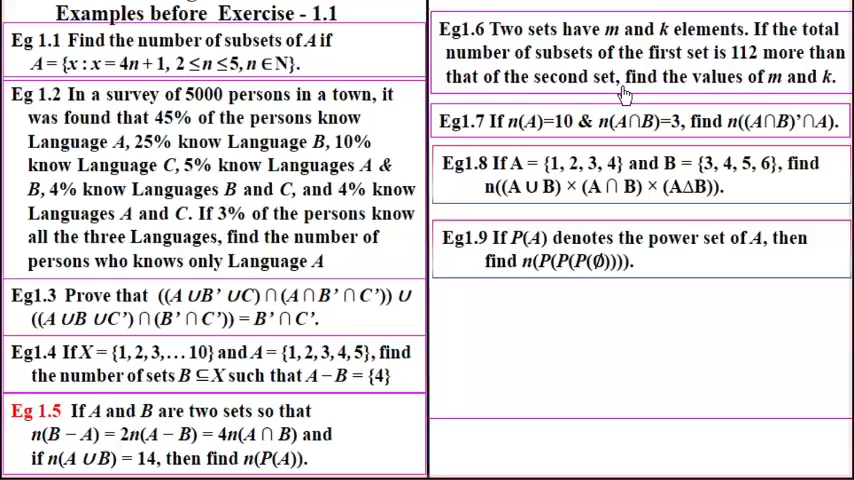 Examples before Exercise - 1.1
Eg 1.1 Find the number of subsets of A if
A = {x : x = 4n + 1, 2 ≤ n ≤ 5, n ∈ N}.
Eg 1.2 In a survey of 5000 persons in a town, it
was found that 45% of the persons know
Language A, 25% know Language B, 10%
know Language C, 5% know Languages A &
B, 4% know Languages B and C, and 4% know
Languages A and C. If 3% of the persons know
all the three Languages, find the number of
persons who knows only Language A
Eg1.3 Prove that ((A ∪B' ∪C) ∩ (A ∩ B' ∩ C')) ∪
((A ∪B ∪C') ∩ (B' ∩ C')) = B' ∩ C'.
Eg1.4 If X = {1, 2, 3,… 10} and A = {1, 2, 3, 4, 5}, find
the number of sets B ⊆ X such that A – B = {4}
Eg 1.5 If A and B are two sets so that
n(B – A) = 2n(A – B) = 4n(A ∩ B) and
if n(A ∪B) = 14, then find n(P(A)).
Eg1.6 Two sets have m and k elements. If the total
number of subsets of the first set is 112 more than
that of the second set, find the values of m and k.
Eg1.7 If n(A)=10 & n(A∩B)=3, find n((A∩B)'∩A).
Eg1.8 If A = {1, 2, 3, 4} and B = {3, 4, 5, 6}, find
n((A ∪ B) × (A ∩ B) × (A∆B)).
Eg1.9 If P(A) denotes the power set of A, then
find n(P(P(P(Ø)))).